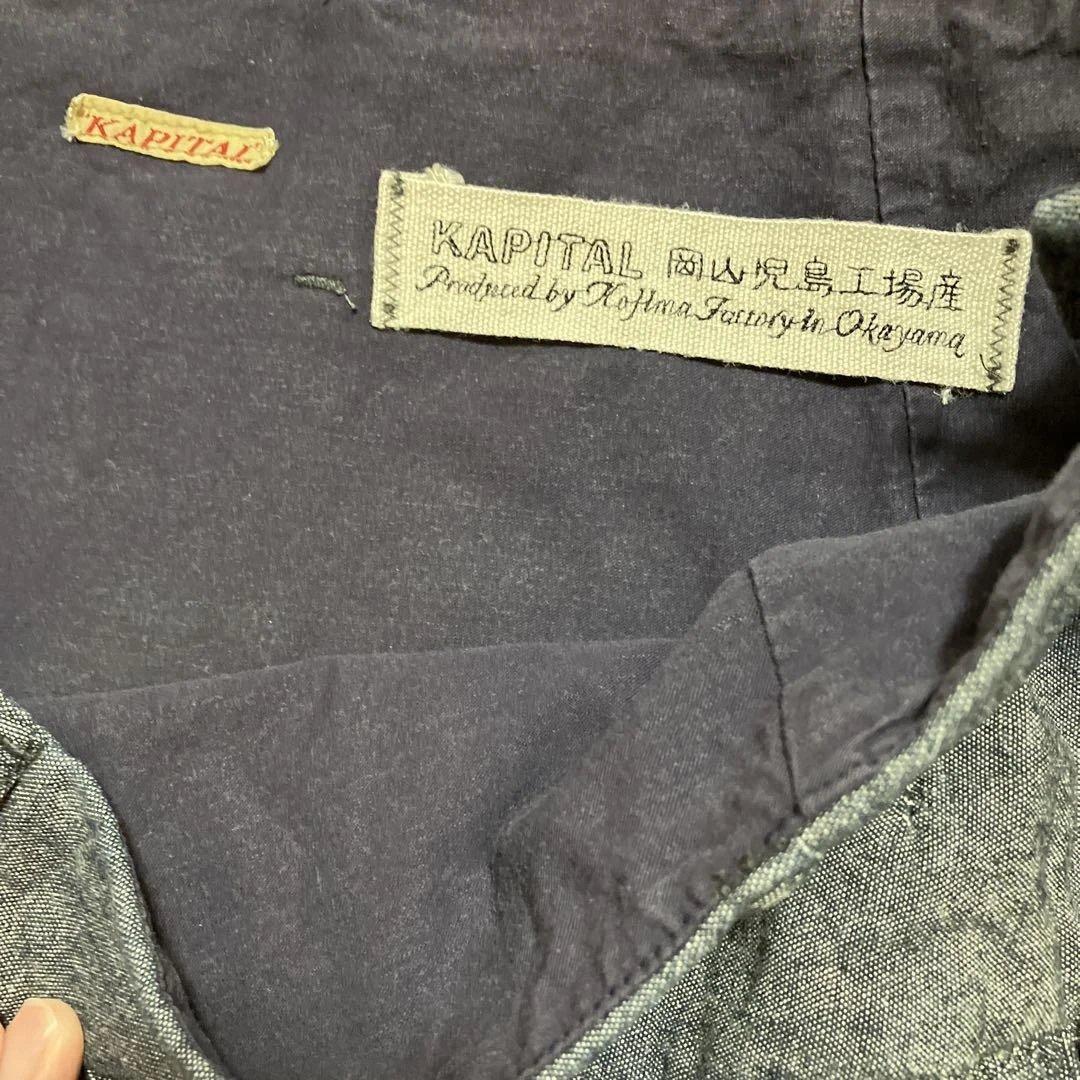 "KAPITAL"
KAPITAL 岡山児島工場産
Produced by Kojima Factory in Okayama